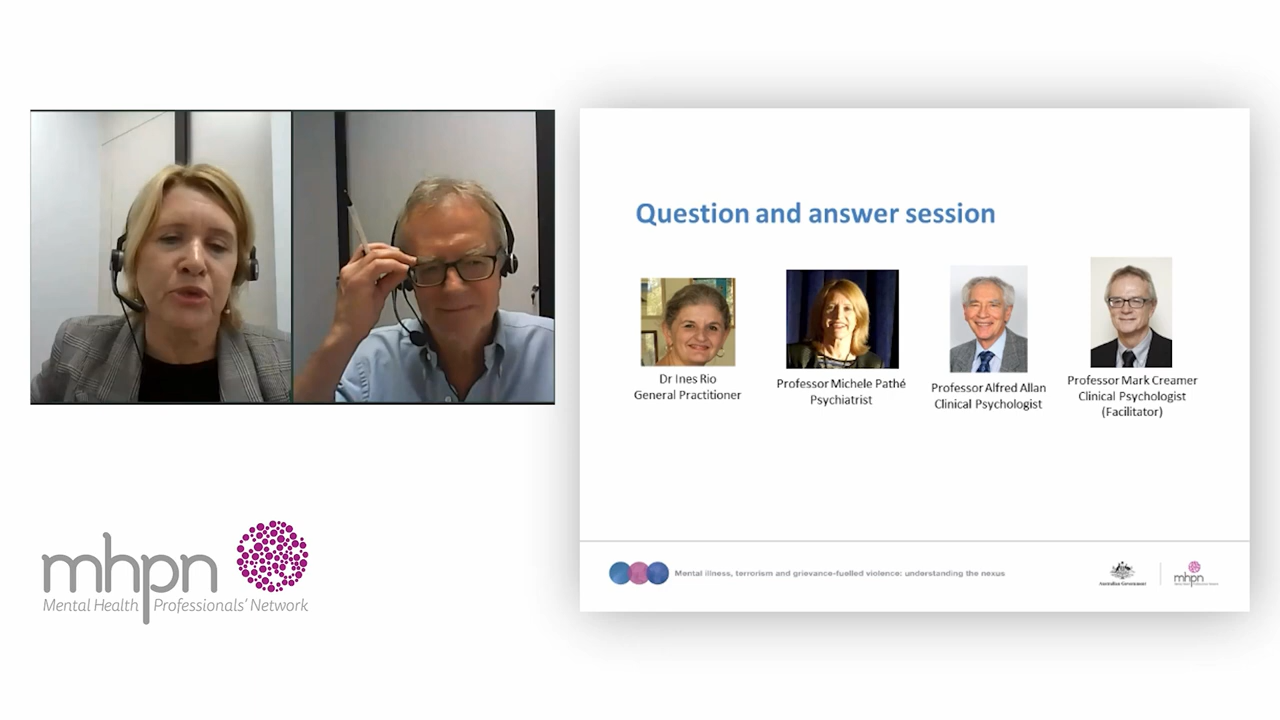 Question and answer session
Dr Ines Rio
General Practitioner
Professor Michele Pathé
Psychiatrist
Professor Alfred Allan
Clinical Psychologist
Professor Mark Creamer
Clinical Psychologist
(Facilitator)
mhpn
Mental Health Professionals' Network
Mental illness, terrorism and grievance-fuelled violence: understanding the nexus
Australian Government
mhpn